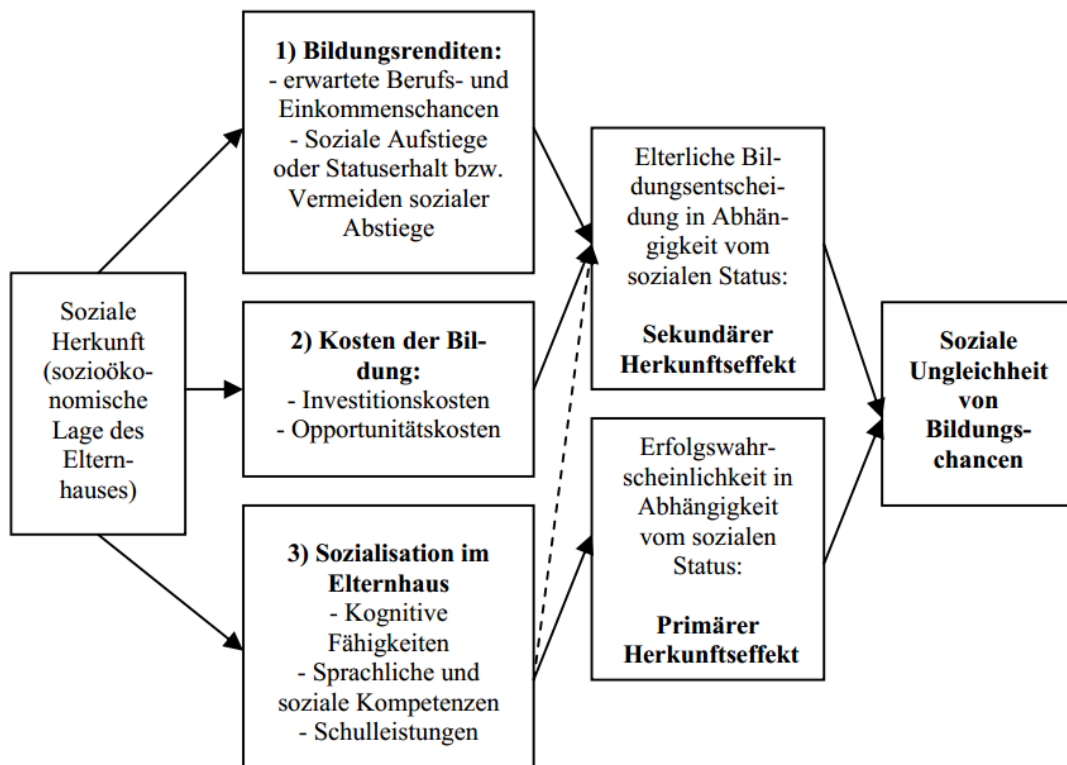 Soziale
Herkunft
(sozioöko-
nomische
Lage des
Eltern-
hauses)
1) Bildungsrenditen:
- erwartete Berufs- und
Einkommenschancen
- Soziale Aufstiege
oder Statuserhalt bzw.
Vermeiden sozialer
Abstiege
2) Kosten der Bil-
dung:
- Investitionskosten
- Opportunitätskosten
3) Sozialisation im
Elternhaus
- Kognitive
Fähigkeiten
- Sprachliche und
soziale Kompetenzen
- Schulleistungen
Elterliche Bil-
dungsentschei-
dung in Abhän-
gigkeit vom
sozialen Status:
Sekundärer
Herkunftseffekt
Erfolgswahr-
scheinlichkeit in
Abhängigkeit
vom sozialen
Status:
Primärer
Herkunftseffekt
Soziale
Ungleichheit
von
Bildungs-
chancen